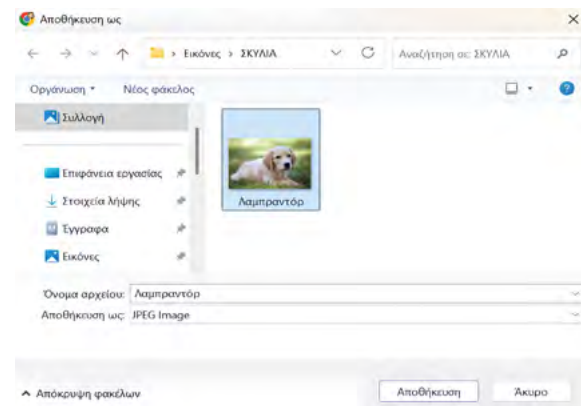 Αποθήκευση ως
Εικόνες > ΣΚΥΛΙΑ
Αναζήτηση σε: ΣΚΥΛΙΑ
Οργάνωση
Νέος φάκελος
Συλλογή
Επιφάνεια εργασίας
Στοιχεία λήψης
Έγγραφα
Εικόνες
Λαμπραντόρ
Όνομα αρχείου: Λαμπραντόρ
Αποθήκευση ως: JPEG Image
Απόκρυψη φακέλων
Αποθήκευση
Άκυρο